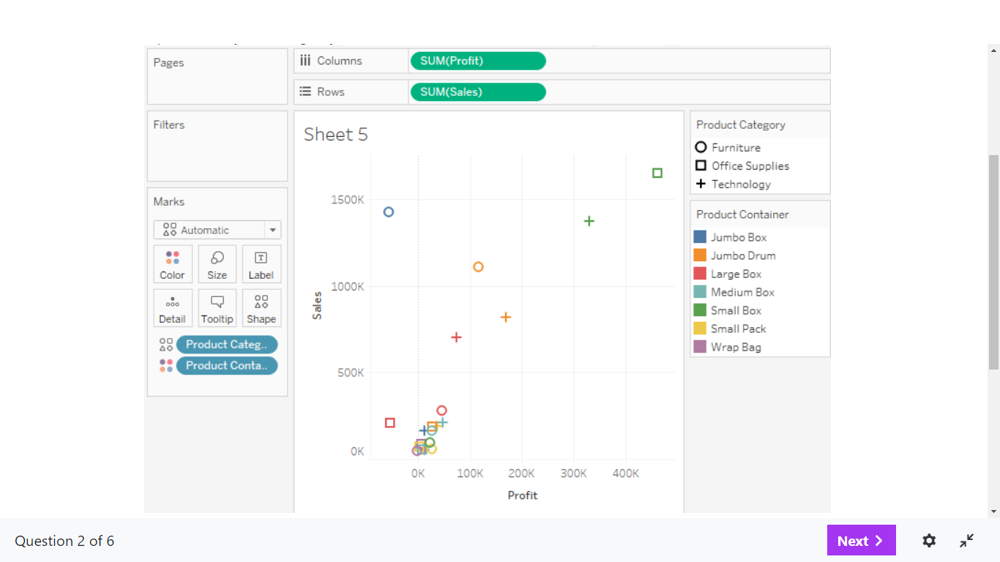 Pages
Columns
SUM(Profit)
Rows
SUM(Sales)
Filters
Marks
Automatic
Color
Size
Label
Detail
Tooltip
Shape
Product Categ..
Product Conta..
Sheet 5
1500K
1000K
500K
0K
Sales
0K 100K 200K 300K 400K
Profit
Product Category
Furniture
Office Supplies
Technology
Product Container
Jumbo Box
Jumbo Drum
Large Box
Medium Box
Small Box
Small Pack
Wrap Bag
Question 2 of 6
Next